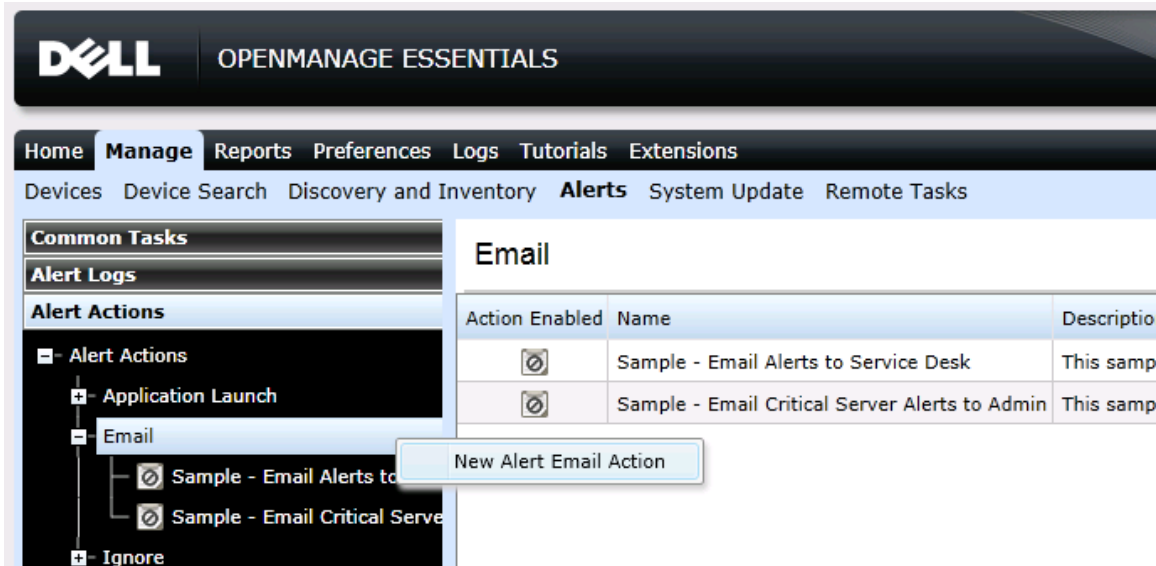 DELL OPENMANAGE ESSENTIALS
Home Manage Reports Preferences Logs Tutorials Extensions
Devices Device Search Discovery and Inventory Alerts System Update Remote Tasks
Common Tasks
Alert Logs
Alert Actions
Alert Actions
Application Launch
Email
Sample - Email Alerts to
Sample - Email Critical Serve
Ignore
New Alert Email Action
Email
Action Enabled Name Descriptio
Sample - Email Alerts to Service Desk This samp
Sample - Email Critical Server Alerts to Admin This samp